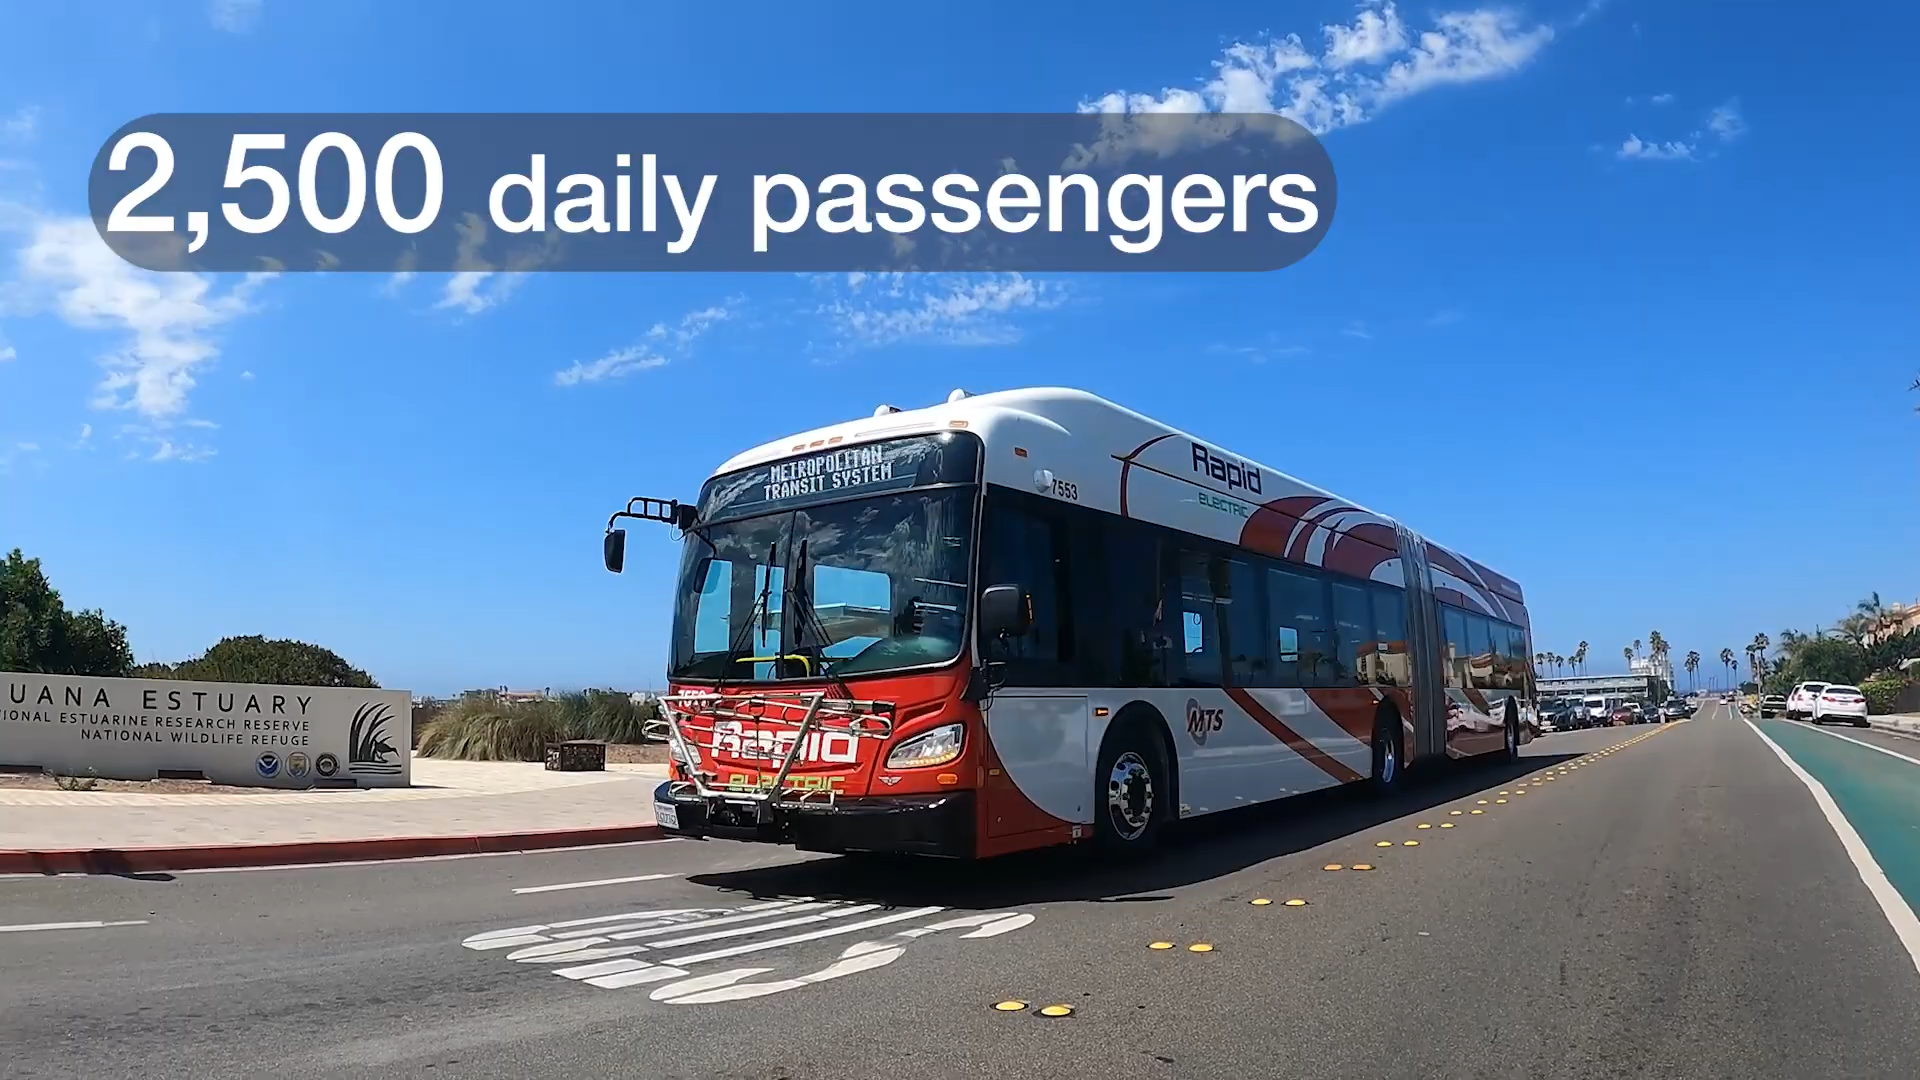 2,500 daily passengers
METROPOLITAN
TRANSIT SYSTEM
7553
Rapid
ELECTRIC
MTS
Rapid
ELECTRIC
UANA ESTUARY
IONAL ESTUARINE RESEARCH RESERVE
NATIONAL WILDLIFE REFUGE